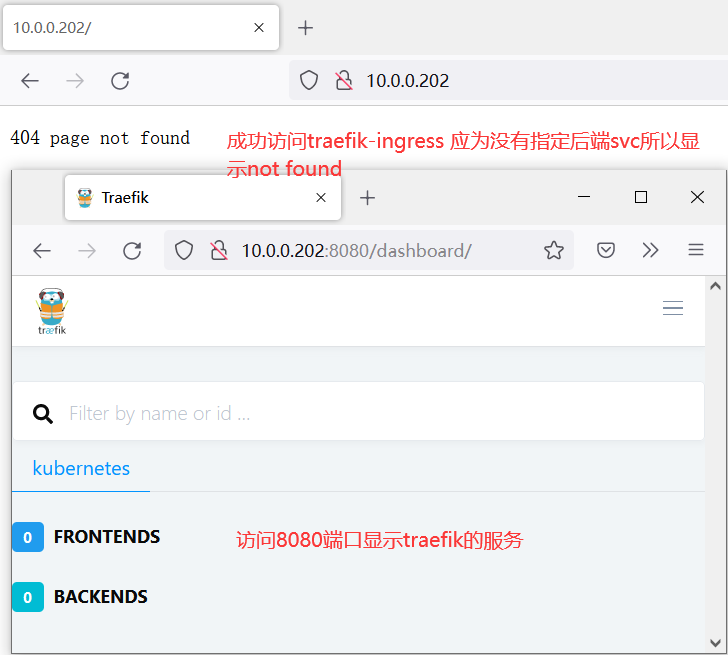 10.0.0.202/
10.0.0.202
404 page not found
成功访问traefik-ingress 应为没有指定后端svc所以显
示not found
Traefik
10.0.0.202:8080/dashboard/
træfik
Filter by name or id ...
kubernetes
0 FRONTENDS
访问8080端口显示traefik的服务
0 BACKENDS